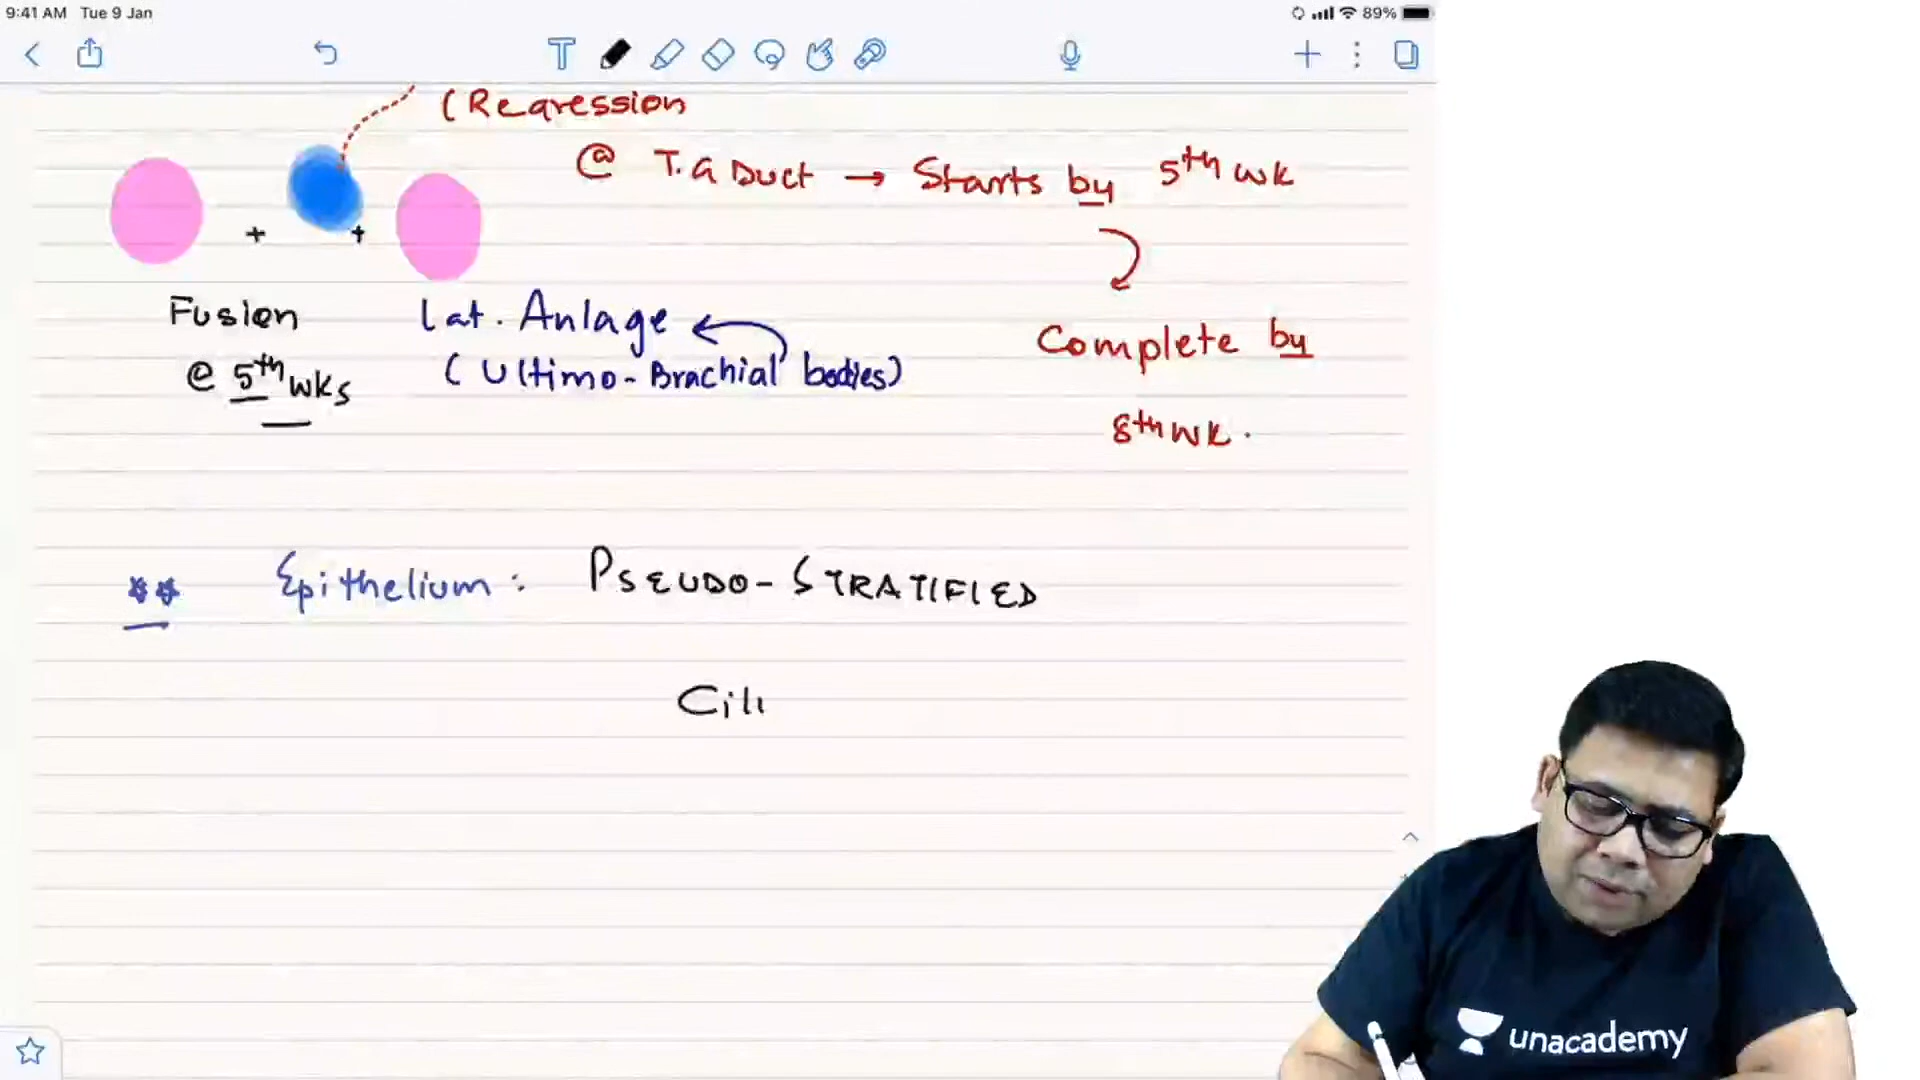 9:41 AM Tue 9 Jan
89%
(Regression
@ T.G Duct → Starts by 5th wk
+ +
Fusion
@ 5th wks
Lat. Anlage
(Ultimo-Brachial bodies)
Complete by
8th wk.
** Epithelium: PSEUDO-STRATIFIED
Cili
unacademy